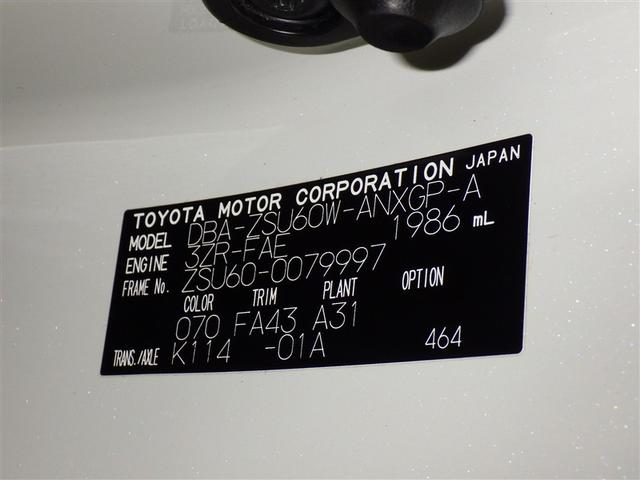 TOYOTA MOTOR CORPORATION JAPAN
MODEL DBA-ZSU60W-ANXGP-A
ENGINE 3ZR-FAE 1986 mL
FRAME No. ZSU60-0079997
COLOR TRIM PLANT OPTION
070 FA43 A31
TRANS./AXLE K114 -01A 464